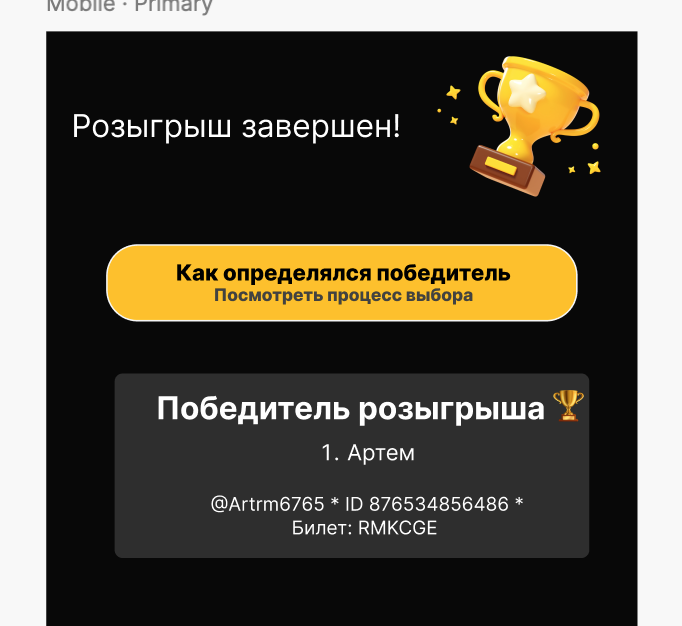 Mobile · Primary
Розыгрыш завершен!
Как определялся победитель
Посмотреть процесс выбора
Победитель розыгрыша
1. Артем
@Artrm6765 * ID 876534856486 *
Билет: RMKCGE